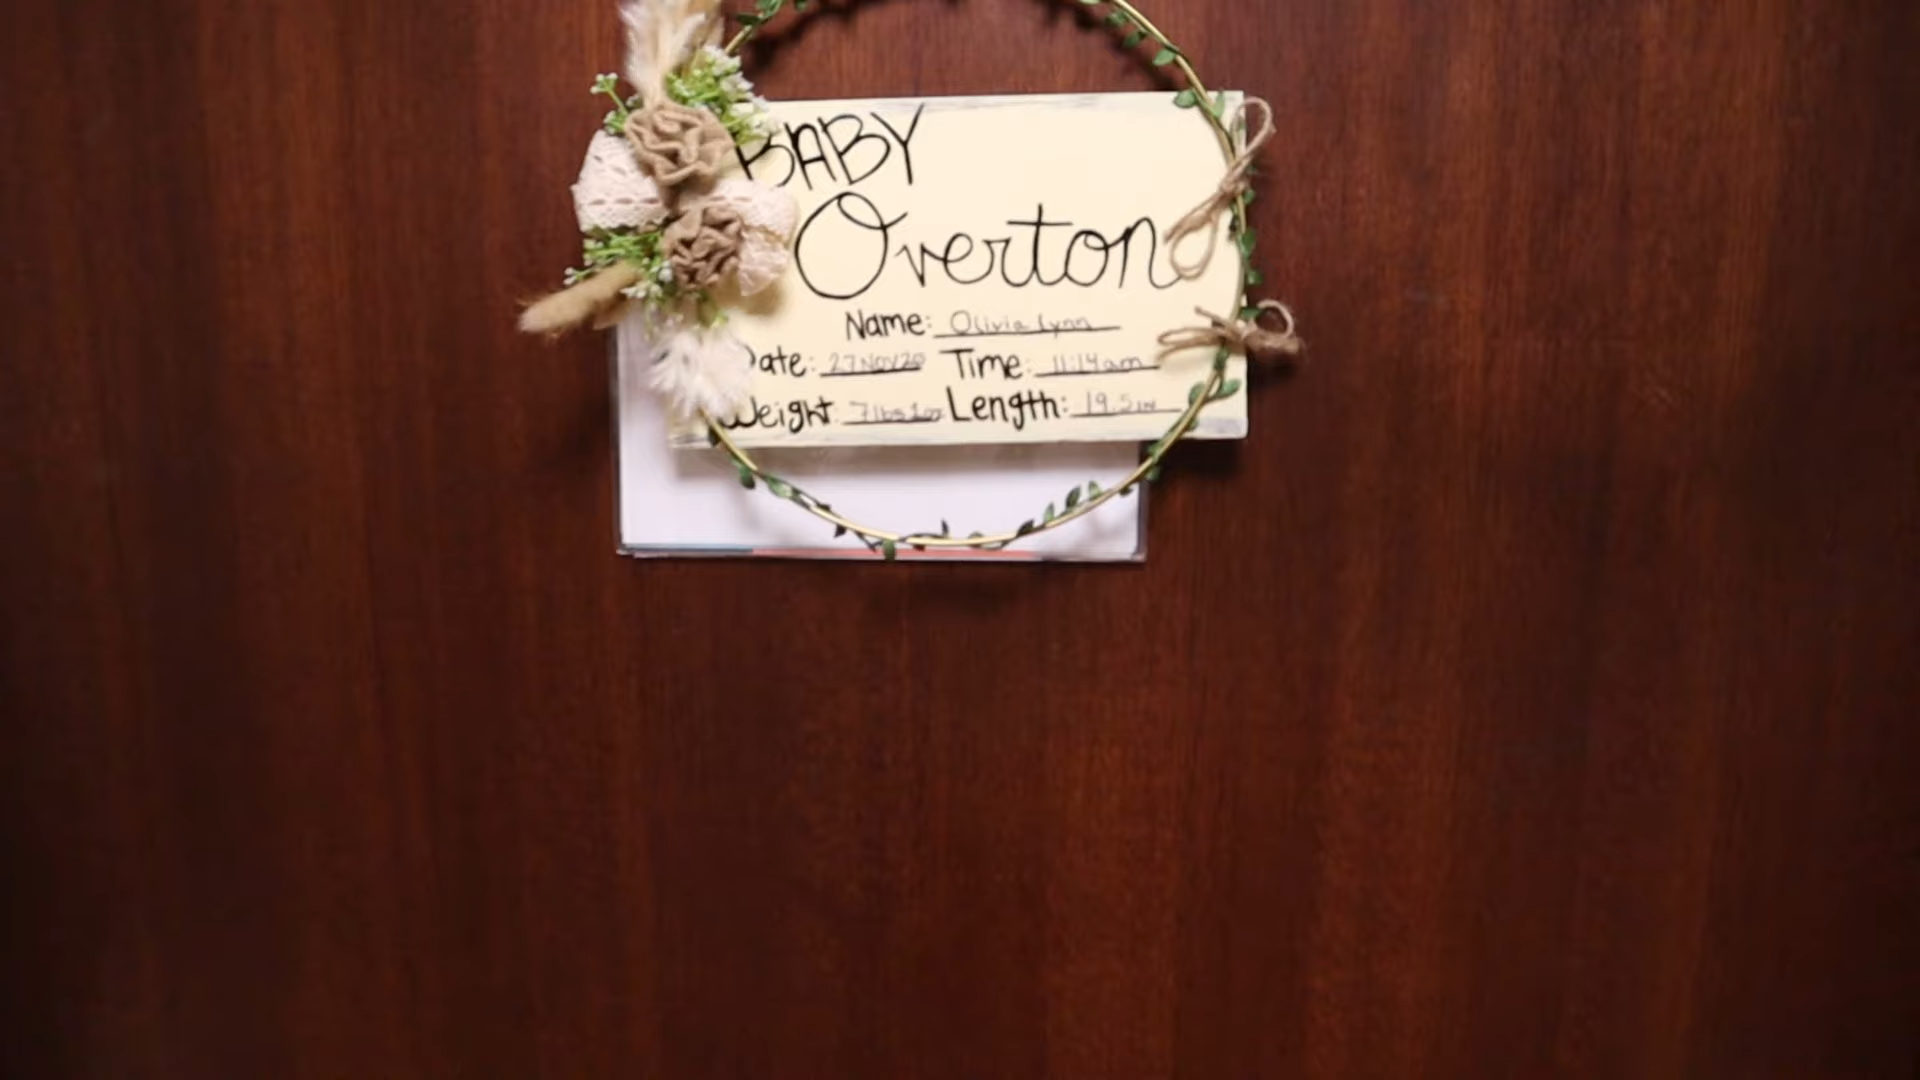 BABY
Overton
Name: Olivia Lynn
Date: 27NOV20 Time: 11:14am
Weight: 7lbs 1oz Length: 19.5in